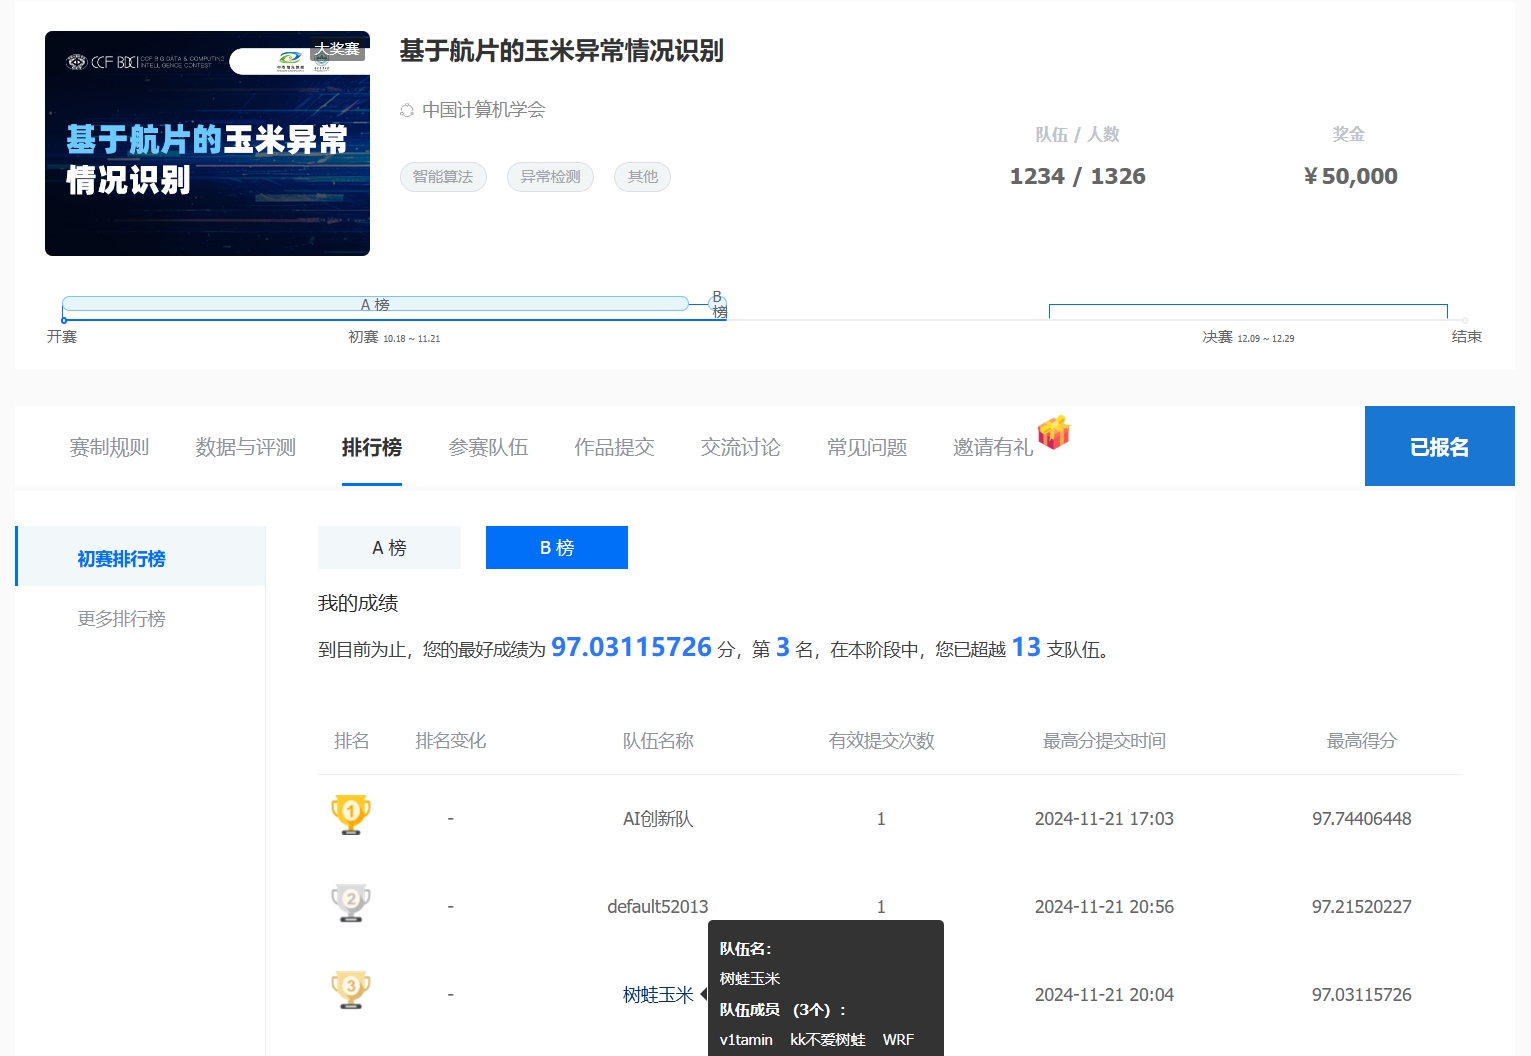 大奖赛
CCF BDCI
CCF BIG DATA & COMPUTING
INTELLIGENCE CONTEST
基于航片的玉米异常
情况识别
基于航片的玉米异常情况识别
中国计算机学会
智能算法 异常检测 其他
队伍 / 人数
1234 / 1326
奖金
￥50,000
A 榜
B
榜
开赛
初赛 10.18 ~ 11.21
决赛 12.09 ~ 12.29
结束
赛制规则 数据与评测 排行榜 参赛队伍 作品提交 交流讨论 常见问题 邀请有礼
已报名
初赛排行榜
更多排行榜
A 榜 B 榜
我的成绩
到目前为止，您的最好成绩为 97.03115726 分，第 3 名，在本阶段中，您已超越 13 支队伍。
排名 排名变化 队伍名称 有效提交次数 最高分提交时间 最高得分
1 - AI创新队 1 2024-11-21 17:03 97.74406448
2 - default52013 1 2024-11-21 20:56 97.21520227
3 - 树蛙玉米 2024-11-21 20:04 97.03115726
队伍名：
树蛙玉米
队伍成员 （3个）：
v1tamin kk不爱树蛙 WRF